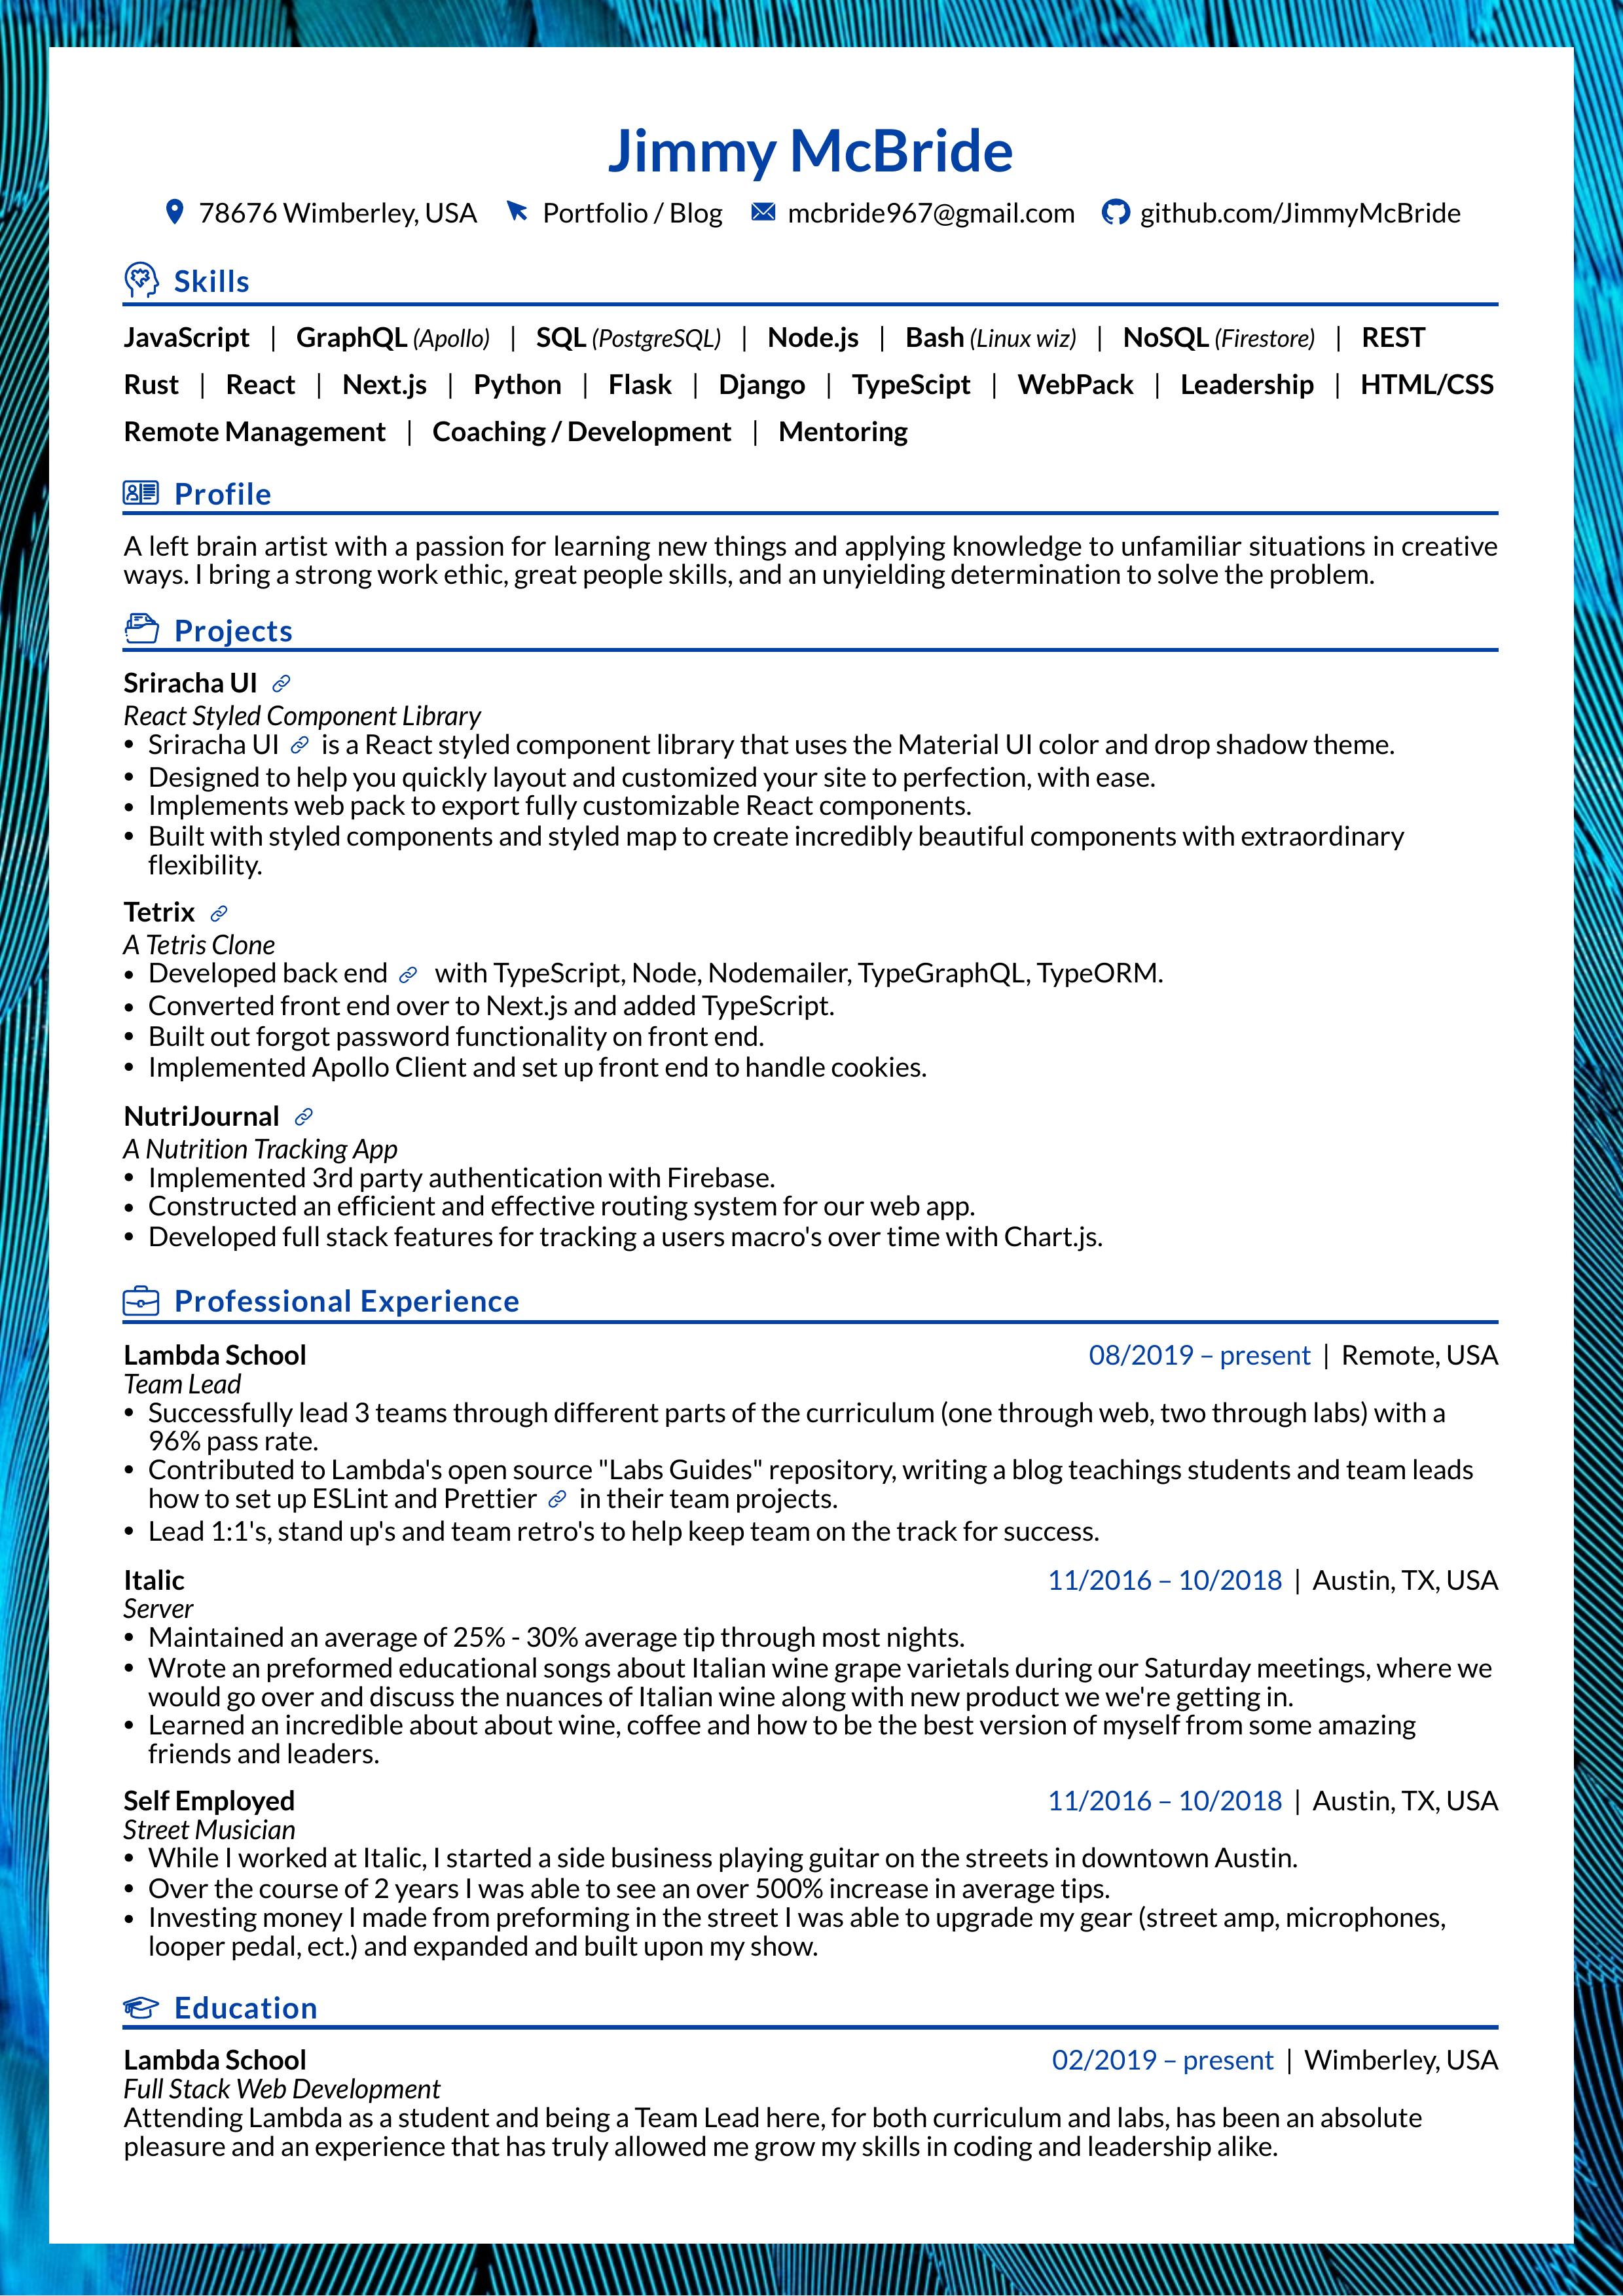 Jimmy McBride
78676 Wimberley, USA Portfolio / Blog mcbride967@gmail.com github.com/JimmyMcBride
Skills
JavaScript | GraphQL (Apollo) | SQL (PostgreSQL) | Node.js | Bash (Linux wiz) | NoSQL (Firestore) | REST
Rust | React | Next.js | Python | Flask | Django | TypeScipt | WebPack | Leadership | HTML/CSS
Remote Management | Coaching / Development | Mentoring
Profile
A left brain artist with a passion for learning new things and applying knowledge to unfamiliar situations in creative
ways. I bring a strong work ethic, great people skills, and an unyielding determination to solve the problem.
Projects
Sriracha UI
React Styled Component Library
• Sriracha UI is a React styled component library that uses the Material UI color and drop shadow theme.
• Designed to help you quickly layout and customized your site to perfection, with ease.
• Implements web pack to export fully customizable React components.
• Built with styled components and styled map to create incredibly beautiful components with extraordinary
flexibility.
Tetrix
A Tetris Clone
• Developed back end with TypeScript, Node, Nodemailer, TypeGraphQL, TypeORM.
• Converted front end over to Next.js and added TypeScript.
• Built out forgot password functionality on front end.
• Implemented Apollo Client and set up front end to handle cookies.
NutriJournal
A Nutrition Tracking App
• Implemented 3rd party authentication with Firebase.
• Constructed an efficient and effective routing system for our web app.
• Developed full stack features for tracking a users macro's over time with Chart.js.
Professional Experience
Lambda School 08/2019 – present | Remote, USA
Team Lead
• Successfully lead 3 teams through different parts of the curriculum (one through web, two through labs) with a
96% pass rate.
• Contributed to Lambda's open source "Labs Guides" repository, writing a blog teachings students and team leads
how to set up ESLint and Prettier in their team projects.
• Lead 1:1's, stand up's and team retro's to help keep team on the track for success.
Italic 11/2016 – 10/2018 | Austin, TX, USA
Server
• Maintained an average of 25% - 30% average tip through most nights.
• Wrote an preformed educational songs about Italian wine grape varietals during our Saturday meetings, where we
would go over and discuss the nuances of Italian wine along with new product we we're getting in.
• Learned an incredible about about wine, coffee and how to be the best version of myself from some amazing
friends and leaders.
Self Employed 11/2016 – 10/2018 | Austin, TX, USA
Street Musician
• While I worked at Italic, I started a side business playing guitar on the streets in downtown Austin.
• Over the course of 2 years I was able to see an over 500% increase in average tips.
• Investing money I made from preforming in the street I was able to upgrade my gear (street amp, microphones,
looper pedal, ect.) and expanded and built upon my show.
Education
Lambda School 02/2019 – present | Wimberley, USA
Full Stack Web Development
Attending Lambda as a student and being a Team Lead here, for both curriculum and labs, has been an absolute
pleasure and an experience that has truly allowed me grow my skills in coding and leadership alike.